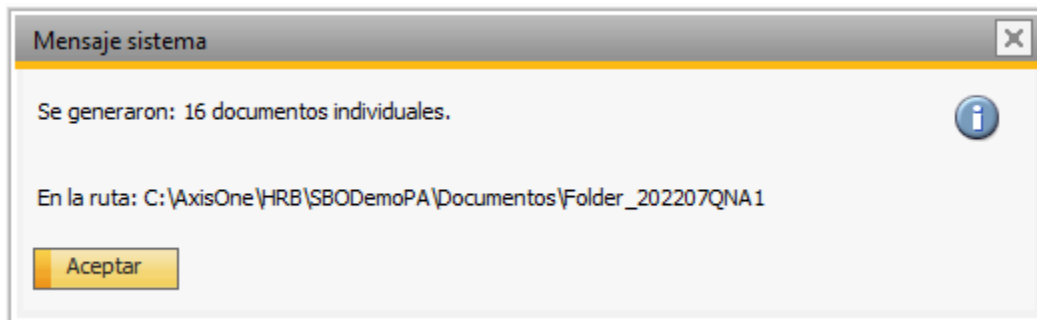 Mensaje sistema
Se generaron: 16 documentos individuales.
En la ruta: C:\AxisOne\HRB\SBODemoPA\Documentos\Folder_202207QNA1
Aceptar